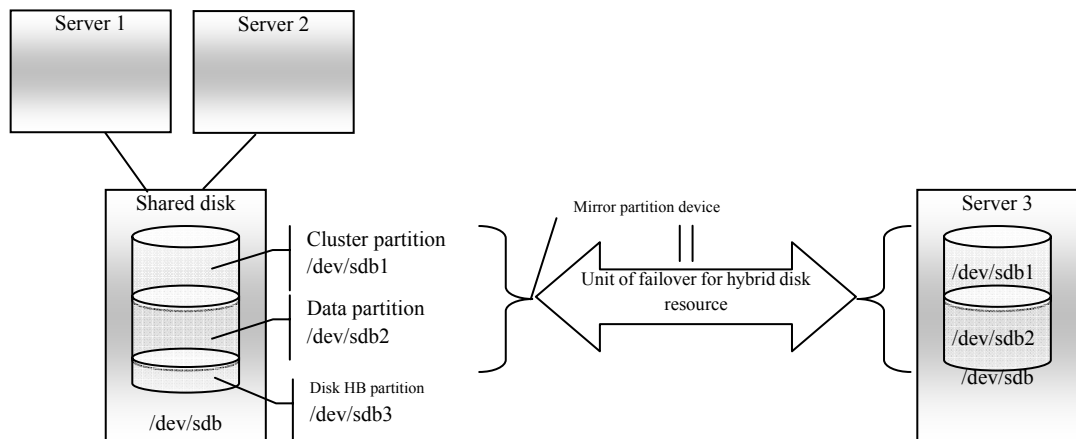 Server 1
Server 2
Shared disk
Cluster partition
/dev/sdb1
Data partition
/dev/sdb2
Disk HB partition
/dev/sdb3
/dev/sdb
Mirror partition device
Unit of failover for hybrid disk
resource
Server 3
/dev/sdb1
/dev/sdb2
/dev/sdb